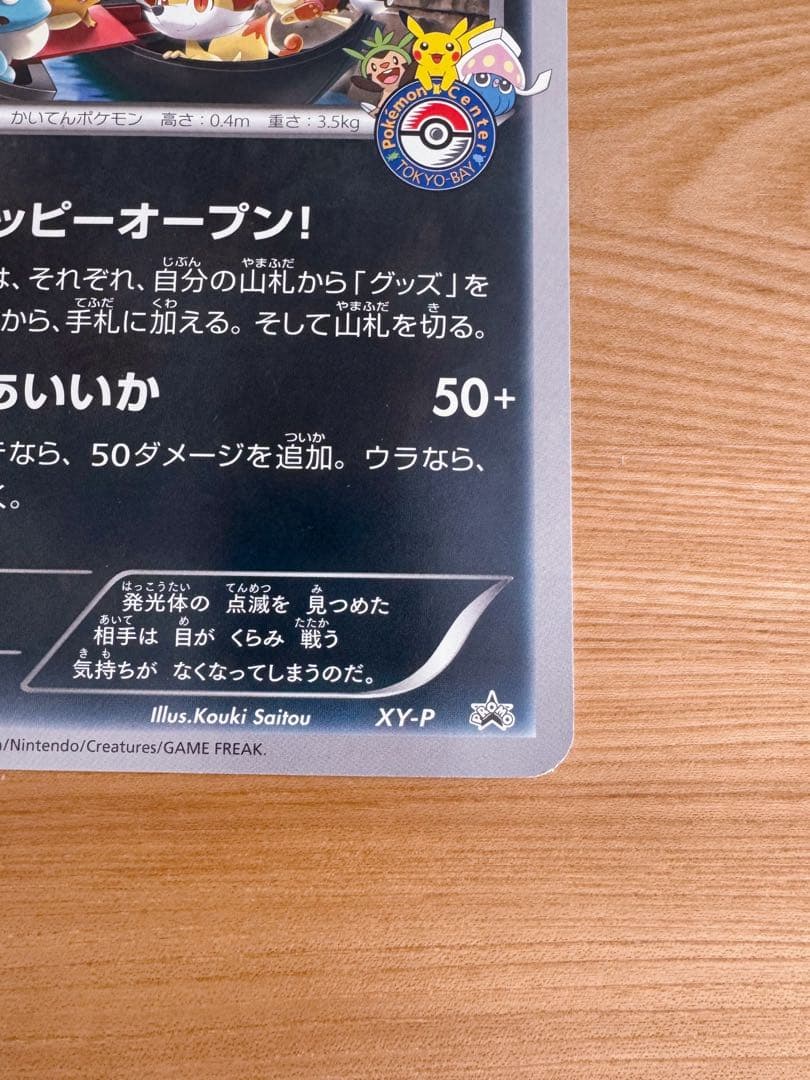 かいてんポケモン 高さ:0.4m 重さ:3.5kg
Pokémon Center
TOKYO-BAY
ッピーオープン!
は、それぞれ、自分の山札から「グッズ」を
から、手札に加える。そして山札を切る。
あいいか 50+
なら、50ダメージを追加。ウラなら、
。
発光体の 点滅を 見つめた
相手は 目が くらみ 戦う
気持ちが なくなってしまうのだ。
Illus.Kouki Saitou XY-P PROMO
/Nintendo/Creatures/GAME FREAK.